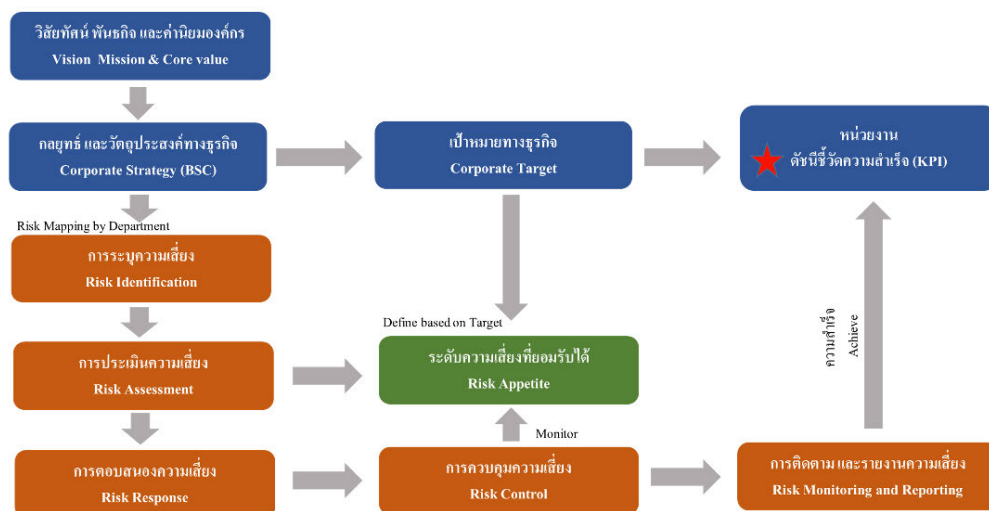 วิสัยทัศน์ พันธกิจ และค่านิยมองค์กร
Vision Mission & Core value
กลยุทธ์ และวัตถุประสงค์ทางธุรกิจ
Corporate Strategy (BSC)
เป้าหมายทางธุรกิจ
Corporate Target
หน่วยงาน
ดัชนีชี้วัดความสำเร็จ (KPI)
Risk Mapping by Department
การระบุความเสี่ยง
Risk Identification
Define based on Target
ความสำเร็จ
Achieve
การประเมินความเสี่ยง
Risk Assessment
ระดับความเสี่ยงที่ยอมรับได้
Risk Appetite
Monitor
การตอบสนองความเสี่ยง
Risk Response
การควบคุมความเสี่ยง
Risk Control
การติดตาม และรายงานความเสี่ยง
Risk Monitoring and Reporting